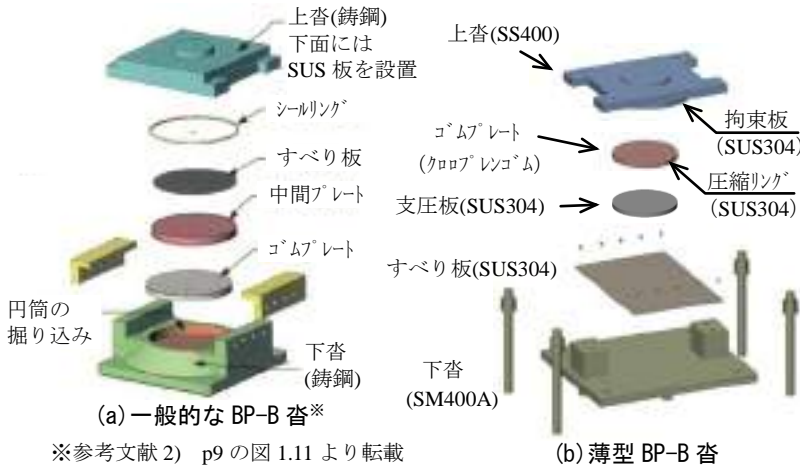 上沓(鋳鋼)
下面には
SUS 板を設置
シールリング
すべり板
中間プレート
ゴムプレート
円筒の
掘り込み
下沓
(鋳鋼)
(a)一般的な BP-B 沓※
※参考文献 2) p9 の図 1.11 より転載
上沓(SS400)
拘束板
(SUS304)
ゴムプレート
(クロロプレンゴム)
圧縮リング
(SUS304)
支圧板(SUS304)
すべり板(SUS304)
下沓
(SM400A)
(b)薄型 BP-B 沓